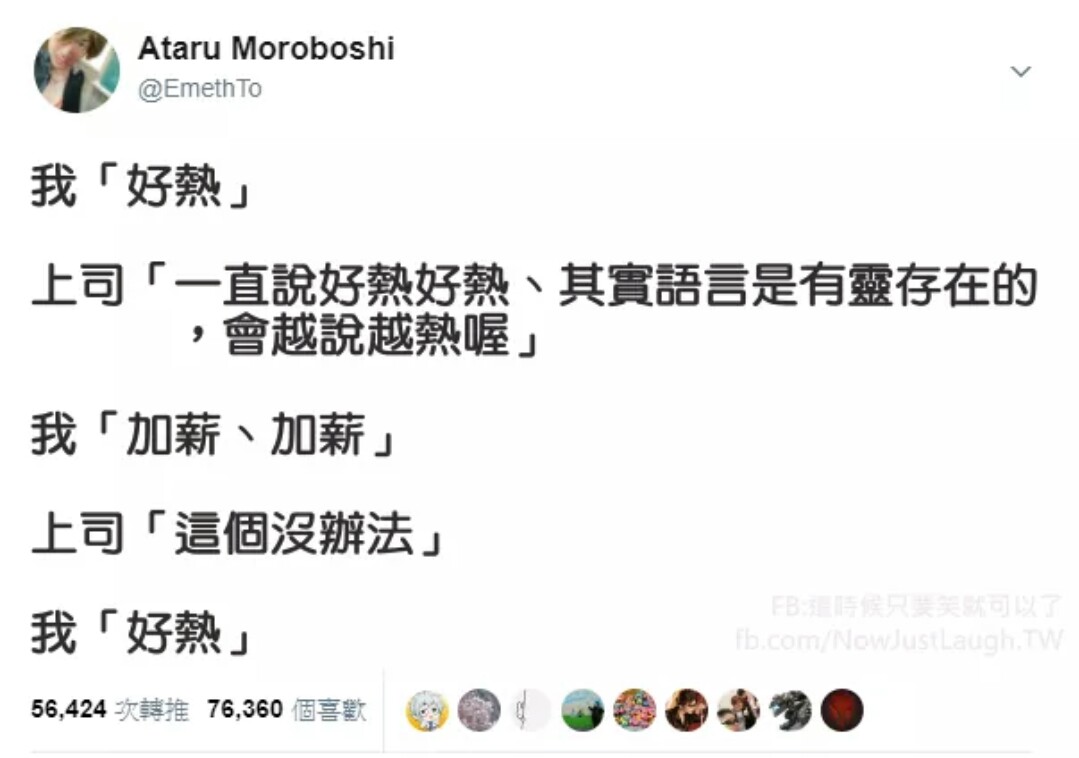 Ataru Moroboshi
@EmethTo
我「好熱」
上司「一直說好熱好熱、其實語言是有靈存在的
，會越說越熱喔」
我「加薪、加薪」
上司「這個沒辦法」
我「好熱」
FB:這時候只要笑就可以了
fb.com/NowJustLaugh.TW
56,424 次轉推 76,360 個喜歡